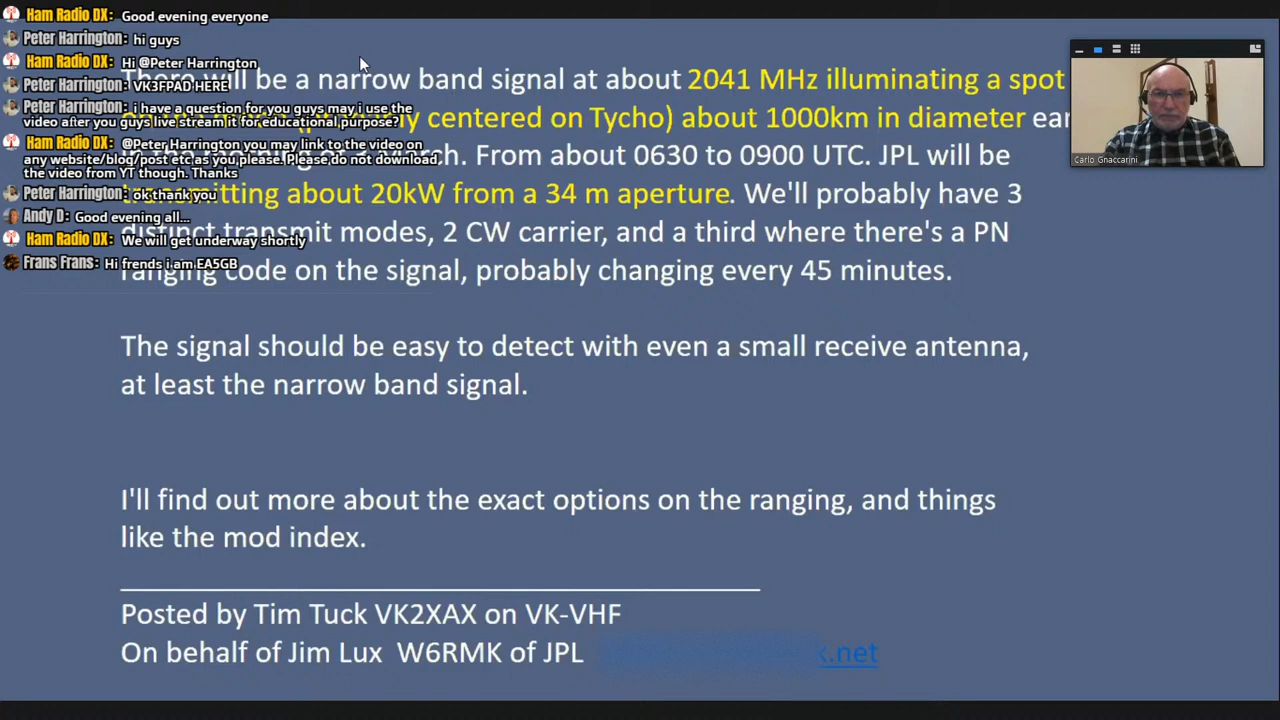 Ham Radio DX: Good evening everyone
Peter Harrington: hi guys
Ham Radio DX: Hi @Peter Harrington
Peter Harrington: VK3FPAD HERE
Peter Harrington: i have a question for you guys may i use the
video after you guys live stream it for educational purpose?
Ham Radio DX: @Peter Harrington you may link to the video on
any website/blog/post etc as you please. Please do not download
the video from YT though. Thanks
Peter Harrington: ok thank you
Andy D: Good evening all...
Ham Radio DX: We will get underway shortly
Frans Frans: Hi frends i am EA5GB
There will be a narrow band signal at about 2041 MHz illuminating a spot
centered on Tycho) about 1000km in diameter
From about 0630 to 0900 UTC. JPL will be
transmitting about 20kW from a 34 m aperture. We'll probably have 3
distinct transmit modes, 2 CW carrier, and a third where there's a PN
ranging code on the signal, probably changing every 45 minutes.
The signal should be easy to detect with even a small receive antenna,
at least the narrow band signal.
I'll find out more about the exact options on the ranging, and things
like the mod index.
Posted by Tim Tuck VK2XAX on VK-VHF
On behalf of Jim Lux W6RMK of JPL .net
Carlo Gnaccarini